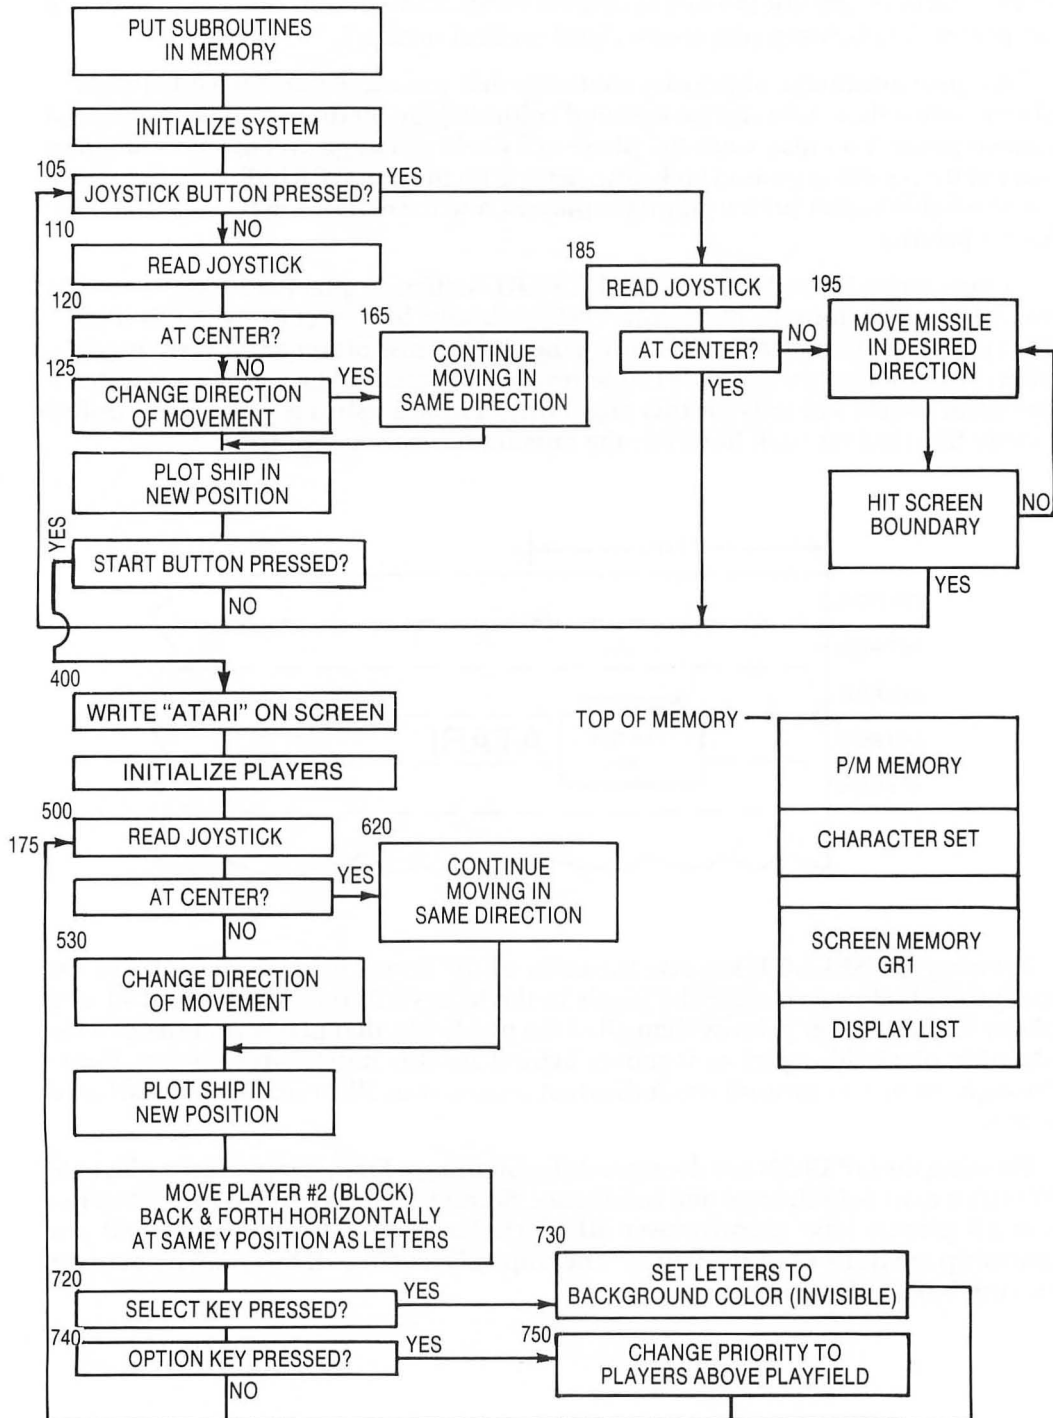 PUT SUBROUTINES
IN MEMORY
INITIALIZE SYSTEM
105
JOYSTICK BUTTON PRESSED?
YES
NO
110
READ JOYSTICK
120
AT CENTER?
NO
125
YES
CHANGE DIRECTION
OF MOVEMENT
165
CONTINUE
MOVING IN
SAME DIRECTION
PLOT SHIP IN
NEW POSITION
YES
START BUTTON PRESSED?
NO
185
READ JOYSTICK
AT CENTER?
NO
YES
195
MOVE MISSILE
IN DESIRED
DIRECTION
HIT SCREEN
BOUNDARY
NO
YES
400
WRITE "ATARI" ON SCREEN
INITIALIZE PLAYERS
500
175
READ JOYSTICK
AT CENTER?
YES
NO
620
CONTINUE
MOVING IN
SAME DIRECTION
530
CHANGE DIRECTION
OF MOVEMENT
PLOT SHIP IN
NEW POSITION
MOVE PLAYER #2 (BLOCK)
BACK & FORTH HORIZONTALLY
AT SAME Y POSITION AS LETTERS
720
SELECT KEY PRESSED?
YES
730
SET LETTERS TO
BACKGROUND COLOR (INVISIBLE)
740
OPTION KEY PRESSED?
YES
NO
750
CHANGE PRIORITY TO
PLAYERS ABOVE PLAYFIELD
TOP OF MEMORY
P/M MEMORY
CHARACTER SET
SCREEN MEMORY
GR1
DISPLAY LIST